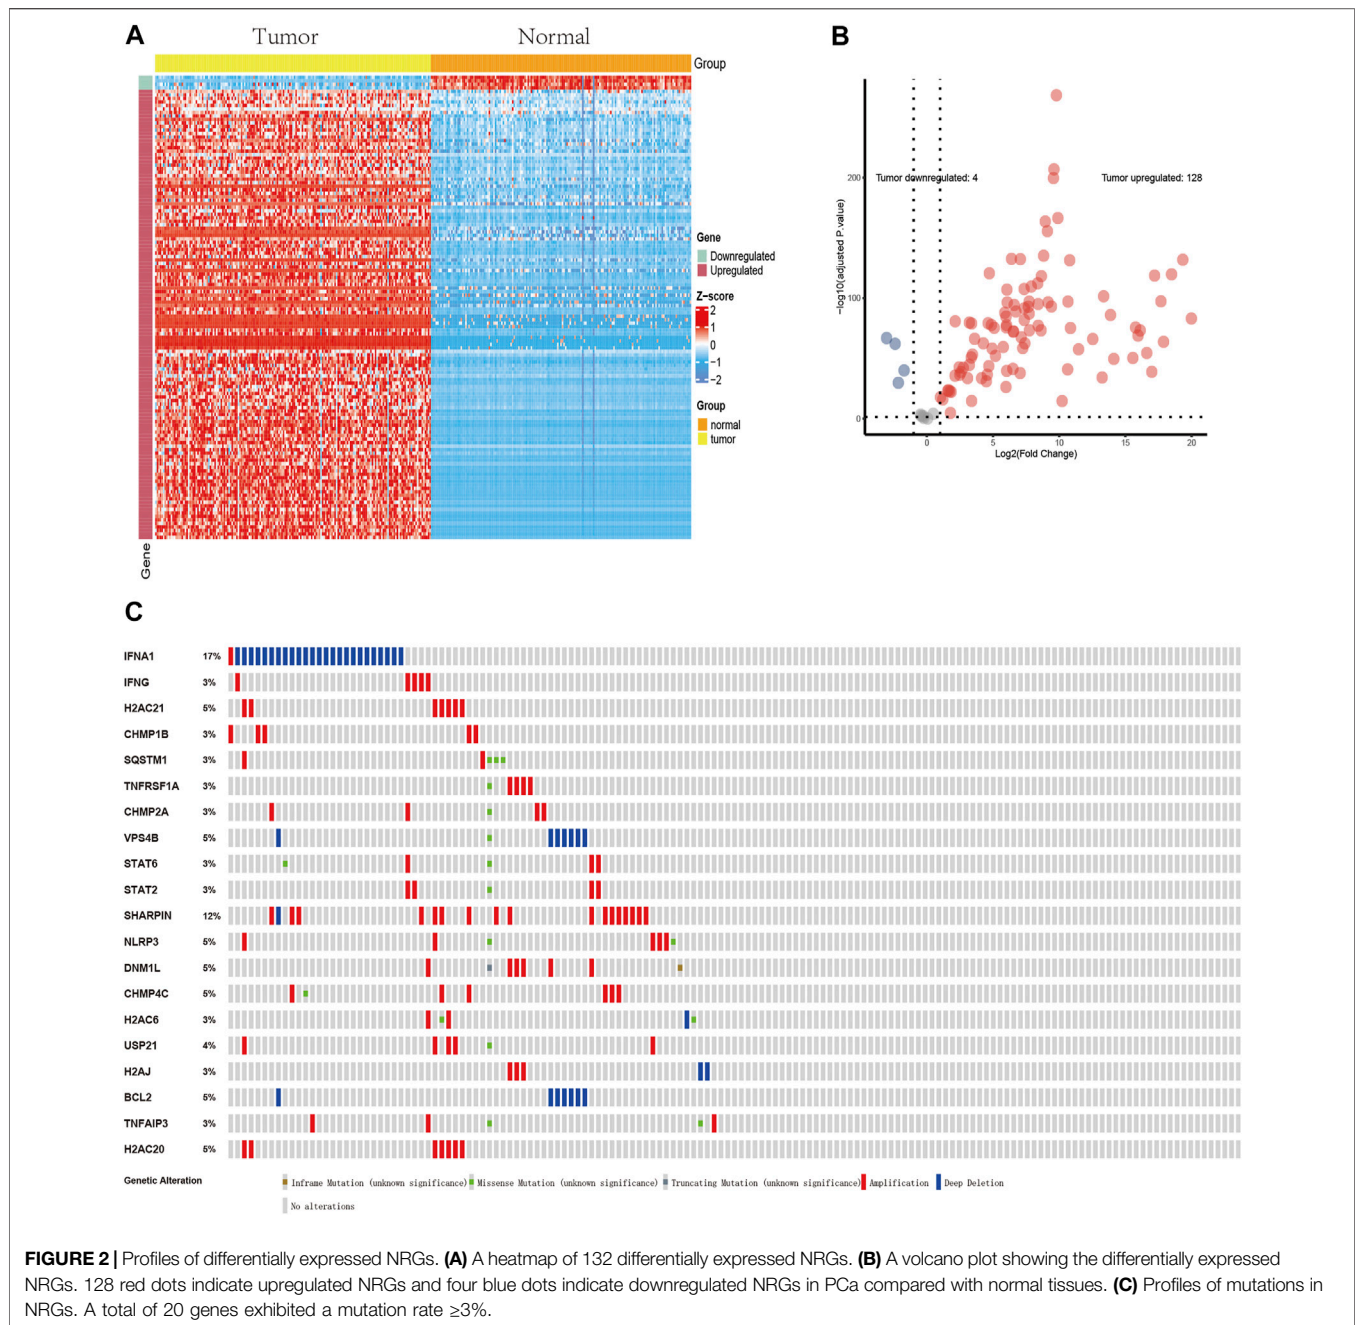 A
Tumor
Normal
Group
Gene
Downregulated
Upregulated
Z-score
2
1
0
-1
-2
Group
normal
tumor
Gene
B
Tumor downregulated: 4
Tumor upregulated: 128
200
100
0
-log10(adjusted P.value)
0 5 10 15 20
Log2(Fold Change)
C
IFNA1 17%
IFNG 3%
H2AC21 5%
CHMP1B 3%
SQSTM1 3%
TNFRSF1A 3%
CHMP2A 3%
VPS4B 5%
STAT6 3%
STAT2 3%
SHARPIN 12%
NLRP3 5%
DNM1L 5%
CHMP4C 5%
H2AC6 3%
USP21 4%
H2AJ 3%
BCL2 5%
TNFAIP3 3%
H2AC20 5%
Genetic Alteration Inframe Mutation (unknown significance) Missense Mutation (unknown significance) Truncating Mutation (unknown significance) Amplification Deep Deletion
No alterations
FIGURE 2 | Profiles of differentially expressed NRGs. (A) A heatmap of 132 differentially expressed NRGs. (B) A volcano plot showing the differentially expressed
NRGs. 128 red dots indicate upregulated NRGs and four blue dots indicate downregulated NRGs in PCa compared with normal tissues. (C) Profiles of mutations in
NRGs. A total of 20 genes exhibited a mutation rate ≥3%.